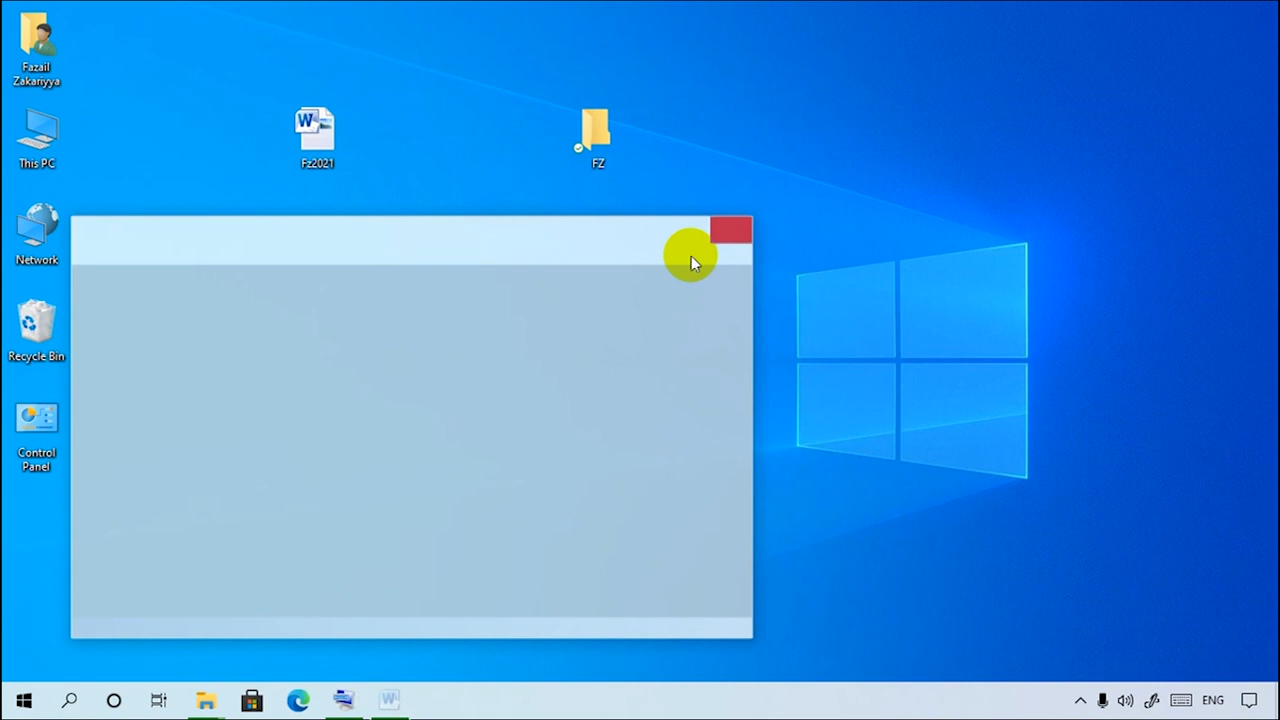 Fazail
Zakariyya
This PC
Network
Recycle Bin
Control
Panel
W
Fz2021
FZ
W
ENG